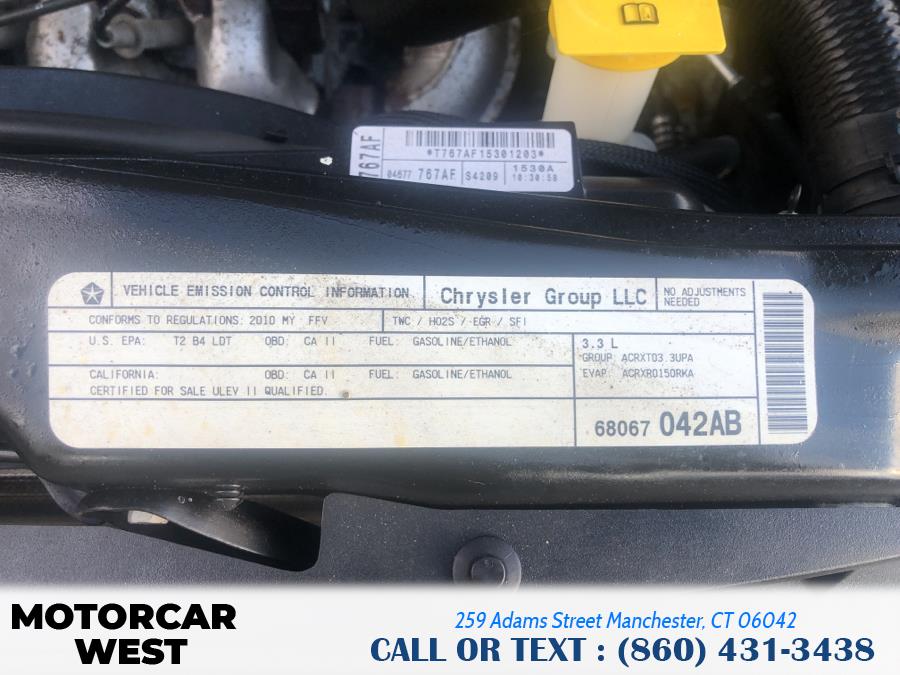 767AF
*T767AF15301203*
04677 767AF S4209 1530A
10:30:58
VEHICLE EMISSION CONTROL INFORMATION Chrysler Group LLC NO ADJUSTMENTS NEEDED
CONFORMS TO REGULATIONS: 2010 MY FFV TWC / HO2S / EGR / SFI
U.S. EPA: T2 B4 LDT OBD: CA II FUEL: GASOLINE/ETHANOL 3.3 L
GROUP: ACRXT03.3UPA
CALIFORNIA: OBD: CA II FUEL: GASOLINE/ETHANOL EVAP: ACRXR0150RKA
CERTIFIED FOR SALE ULEV II QUALIFIED.
68067 042AB
MOTORCAR WEST
259 Adams Street Manchester, CT 06042
CALL OR TEXT : (860) 431-3438